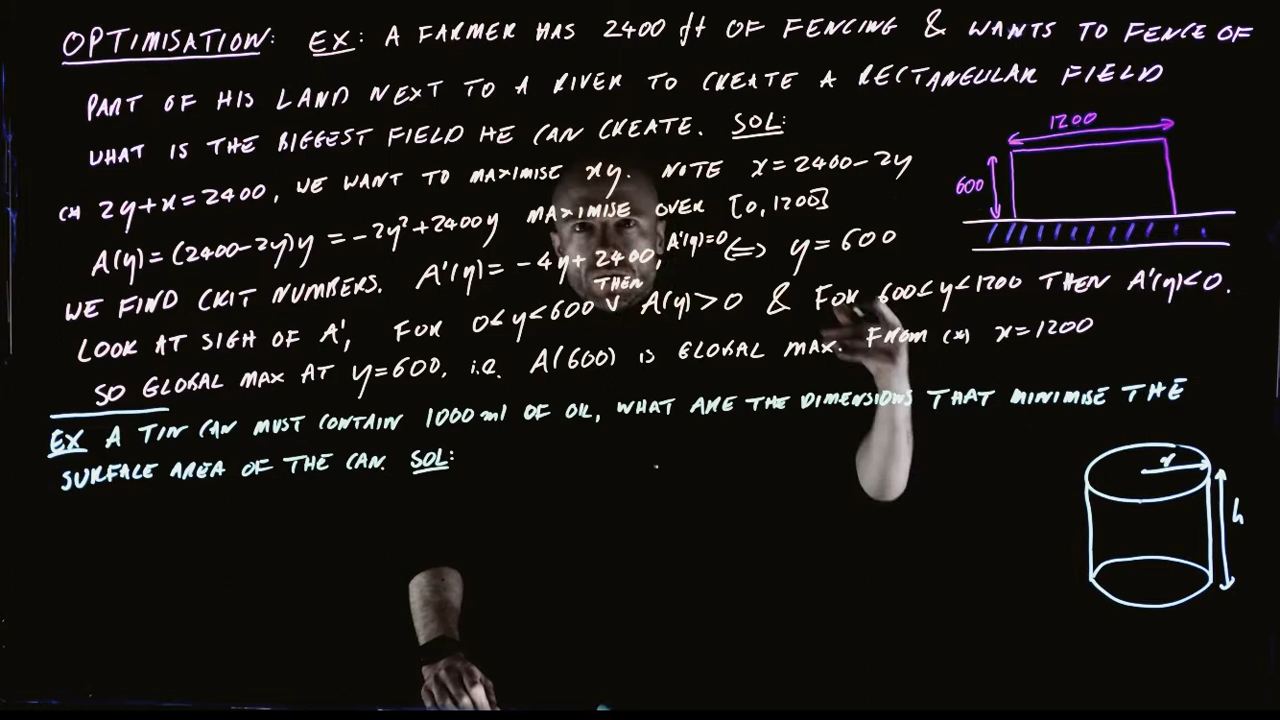 OPTIMISATION: EX: A FARMER HAS 2400 ft OF FENCING & WANTS TO FENCE OF
PART OF HIS LAND NEXT TO A RIVER TO CREATE A RECTANGULAR FIELD
WHAT IS THE BIGGEST FIELD HE CAN CREATE. SOL:
1200
600
(*) 2y+x=2400, WE WANT TO MAXIMISE xy. NOTE x=2400-2y
A(y)=(2400-2y)y=-2y²+2400y MAXIMISE OVER [0,1200]
WE FIND CRIT NUMBERS. A'(y)=-4y+2400, A'(y)=0 ⟺ y=600
LOOK AT SIGN OF A', FOR 0<y<600 THEN A(y)>0 & FOR 600<y<1200 THEN A'(y)<0.
SO GLOBAL MAX AT y=600, i.e. A(600) IS GLOBAL MAX. FROM (*) x=1200
EX A TIN CAN MUST CONTAIN 1000ml OF OIL, WHAT ARE THE DIMENSIONS THAT MINIMISE THE
SURFACE AREA OF THE CAN. SOL:
r
h